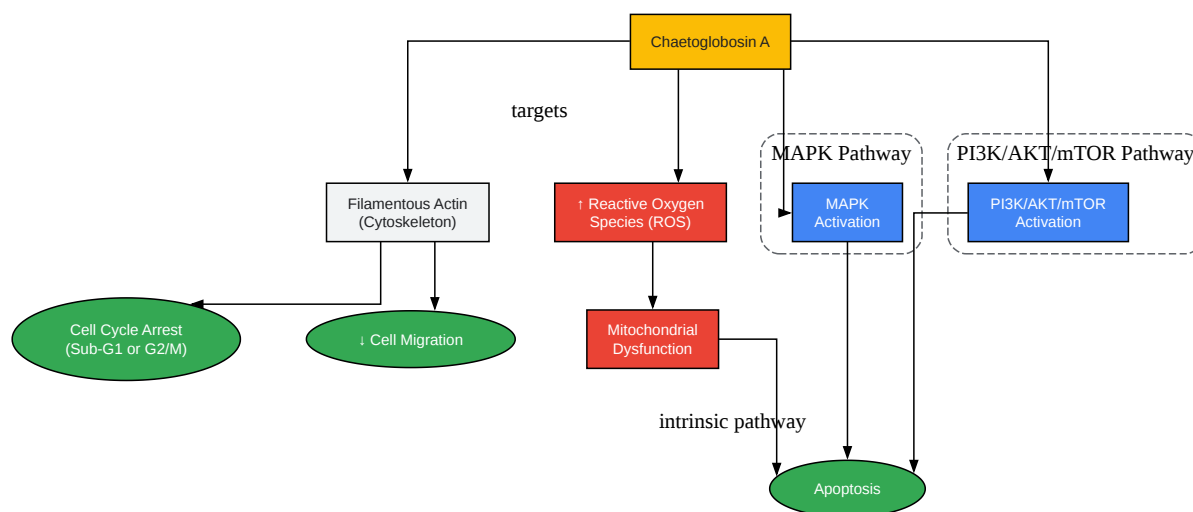 Chaetoglobosin A
targets
MAPK Pathway
PI3K/AKT/mTOR Pathway
Filamentous Actin
(Cytoskeleton)
↑ Reactive Oxygen
Species (ROS)
MAPK
Activation
PI3K/AKT/mTOR
Activation
Cell Cycle Arrest
(Sub-G1 or G2/M)
↓ Cell Migration
Mitochondrial
Dysfunction
intrinsic pathway
Apoptosis